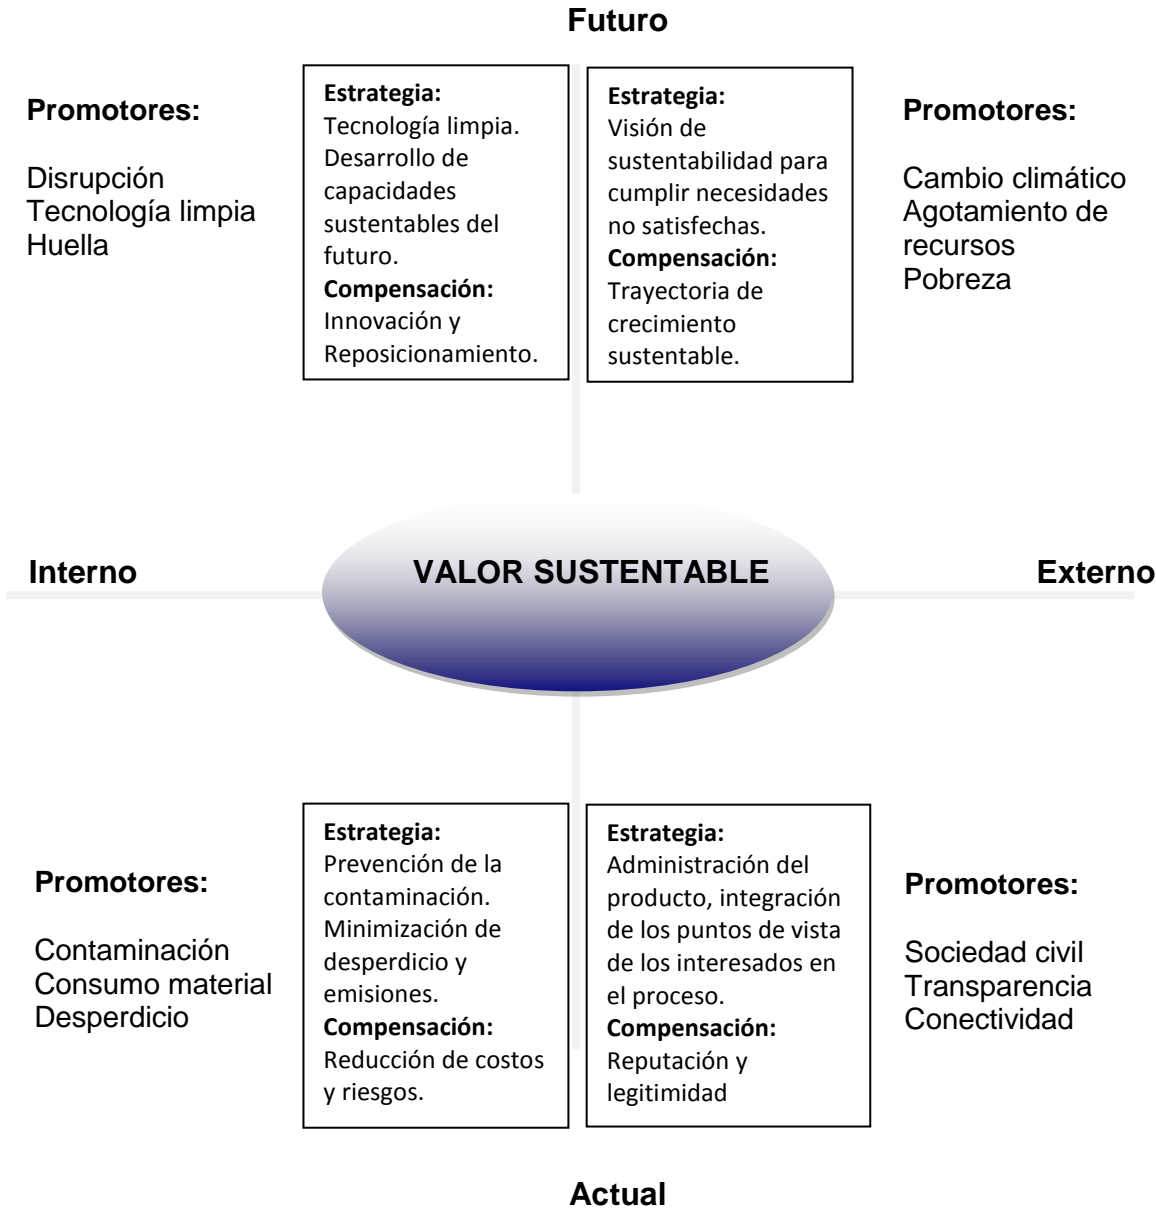 Futuro
Promotores:
Disrupción
Tecnología limpia
Huella
Estrategia:
Tecnología limpia.
Desarrollo de
capacidades
sustentables del
futuro.
Compensación:
Innovación y
Reposicionamiento.
Estrategia:
Visión de
sustentabilidad para
cumplir necesidades
no satisfechas.
Compensación:
Trayectoria de
crecimiento
sustentable.
Promotores:
Cambio climático
Agotamiento de
recursos
Pobreza
Interno
VALOR SUSTENTABLE
Externo
Promotores:
Contaminación
Consumo material
Desperdicio
Estrategia:
Prevención de la
contaminación.
Minimización de
desperdicio y
emisiones.
Compensación:
Reducción de costos
y riesgos.
Estrategia:
Administración del
producto, integración
de los puntos de vista
de los interesados en
el proceso.
Compensación:
Reputación y
legitimidad
Promotores:
Sociedad civil
Transparencia
Conectividad
Actual